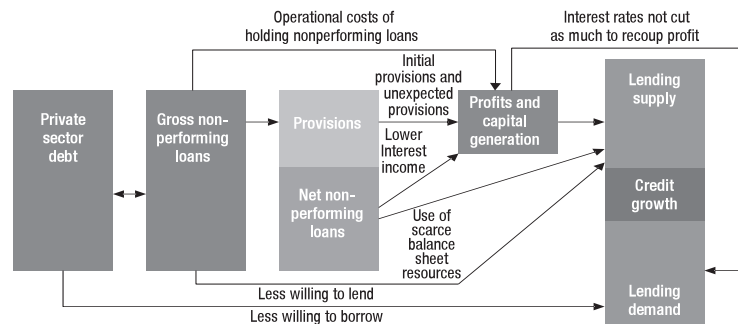 Operational costs of
holding nonperforming loans
Interest rates not cut
as much to recoup profit
Private
sector
debt
Gross non-
performing
loans
Provisions
Net non-
performing
loans
Initial
provisions and
unexpected
provisions
Lower
Interest
income
Profits and
capital
generation
Use of
scarce
balance
sheet
resources
Lending
supply
Credit
growth
Lending
demand
Less willing to lend
Less willing to borrow